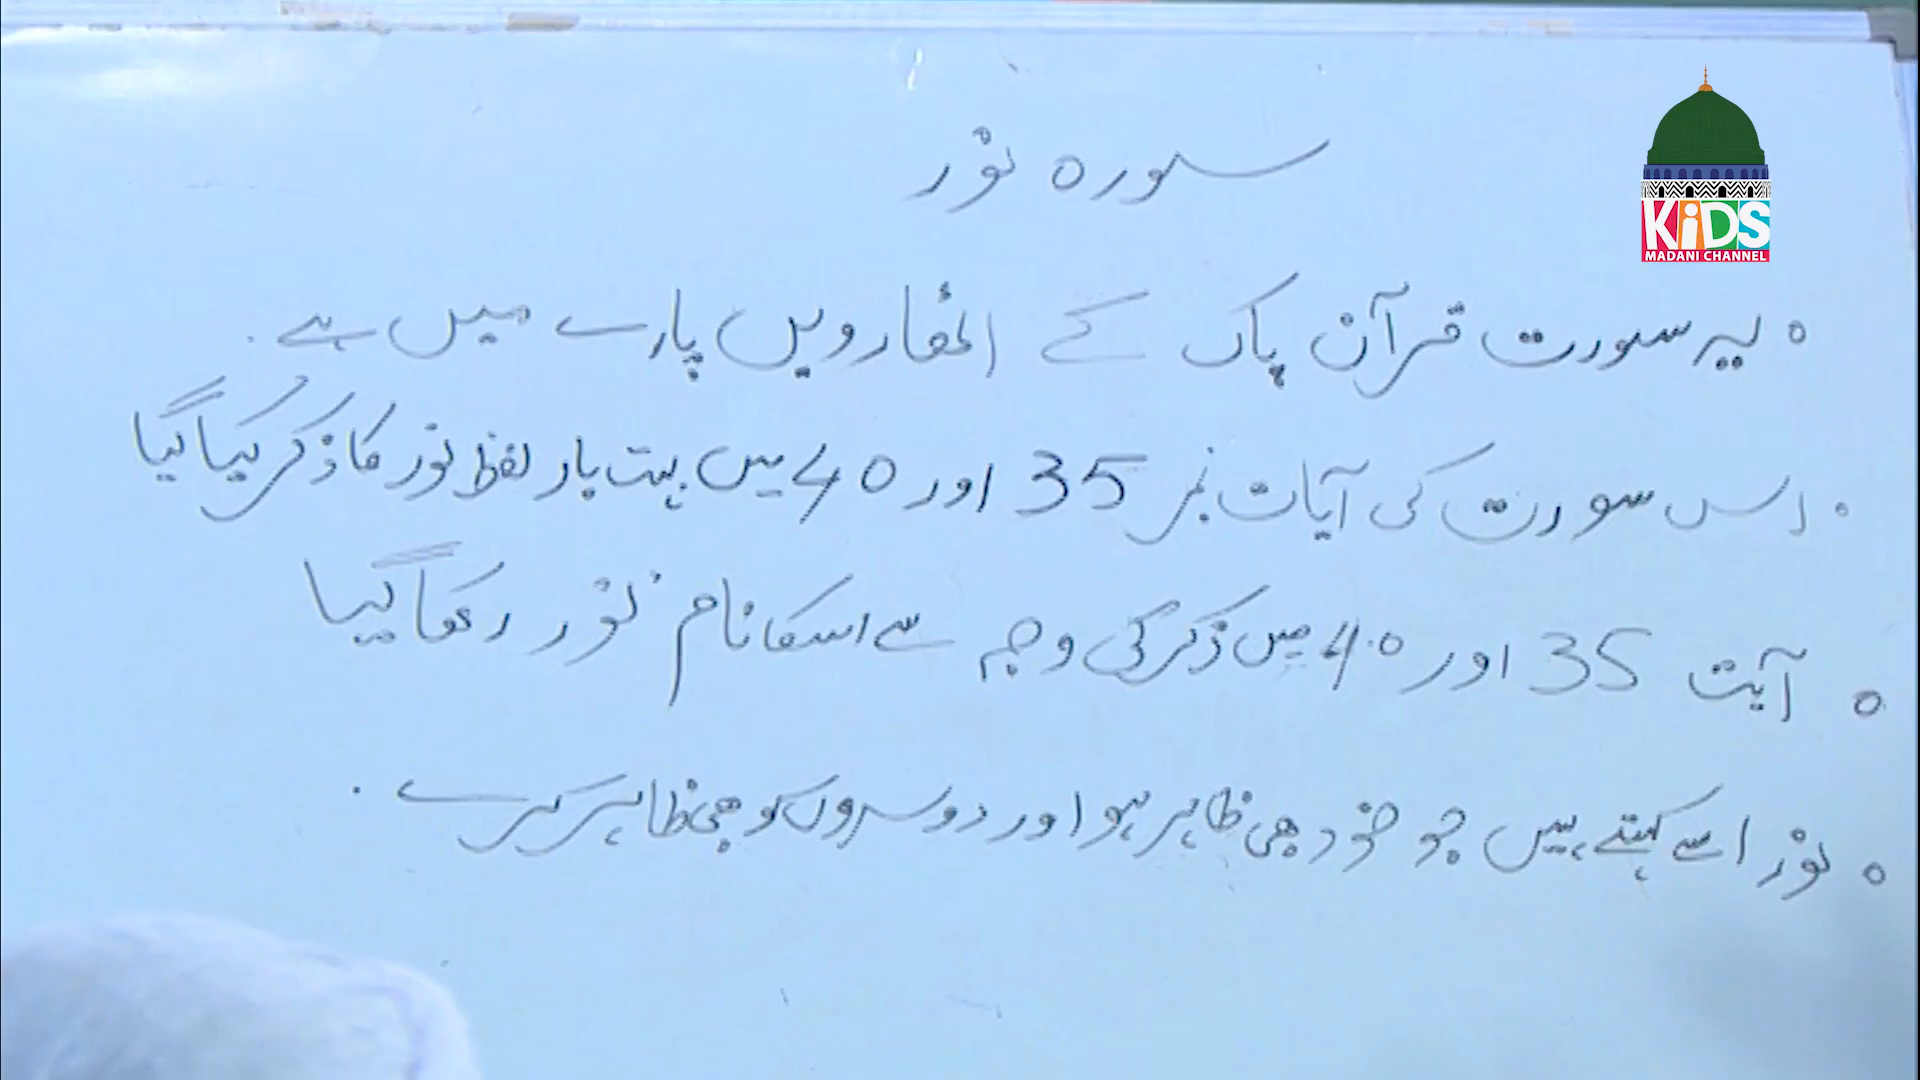 سورہ نور
یہ سورت قرآن پاک کے اٹھارویں پارے میں ہے۔
اس سورت کی آیات نمبر 35 اور 40 میں بہت بار لفظ نور کا ذکر کیا گیا
آیت 35 اور 40 میں ذکر کی وجہ سے اسکا نام نور رکھا گیا
نور اسے کہتے ہیں جو خود بھی ظاہر ہو اور دوسروں کو بھی ظاہر کرے۔
KiDS
MADANI CHANNEL